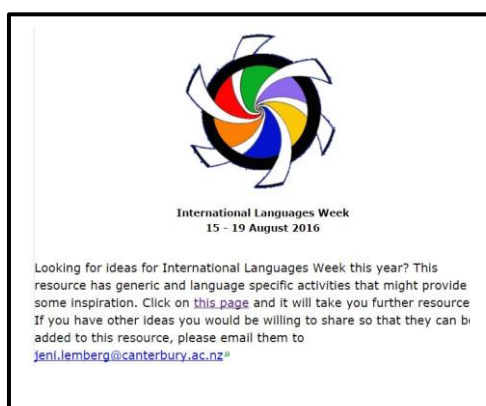 International Languages Week
15 - 19 August 2016
Looking for ideas for International Languages Week this year? This
resource has generic and language specific activities that might provide
some inspiration. Click on this page and it will take you further resource
If you have other ideas you would be willing to share so that they can be
added to this resource, please email them to
jeni.lemberg@canterbury.ac.nz